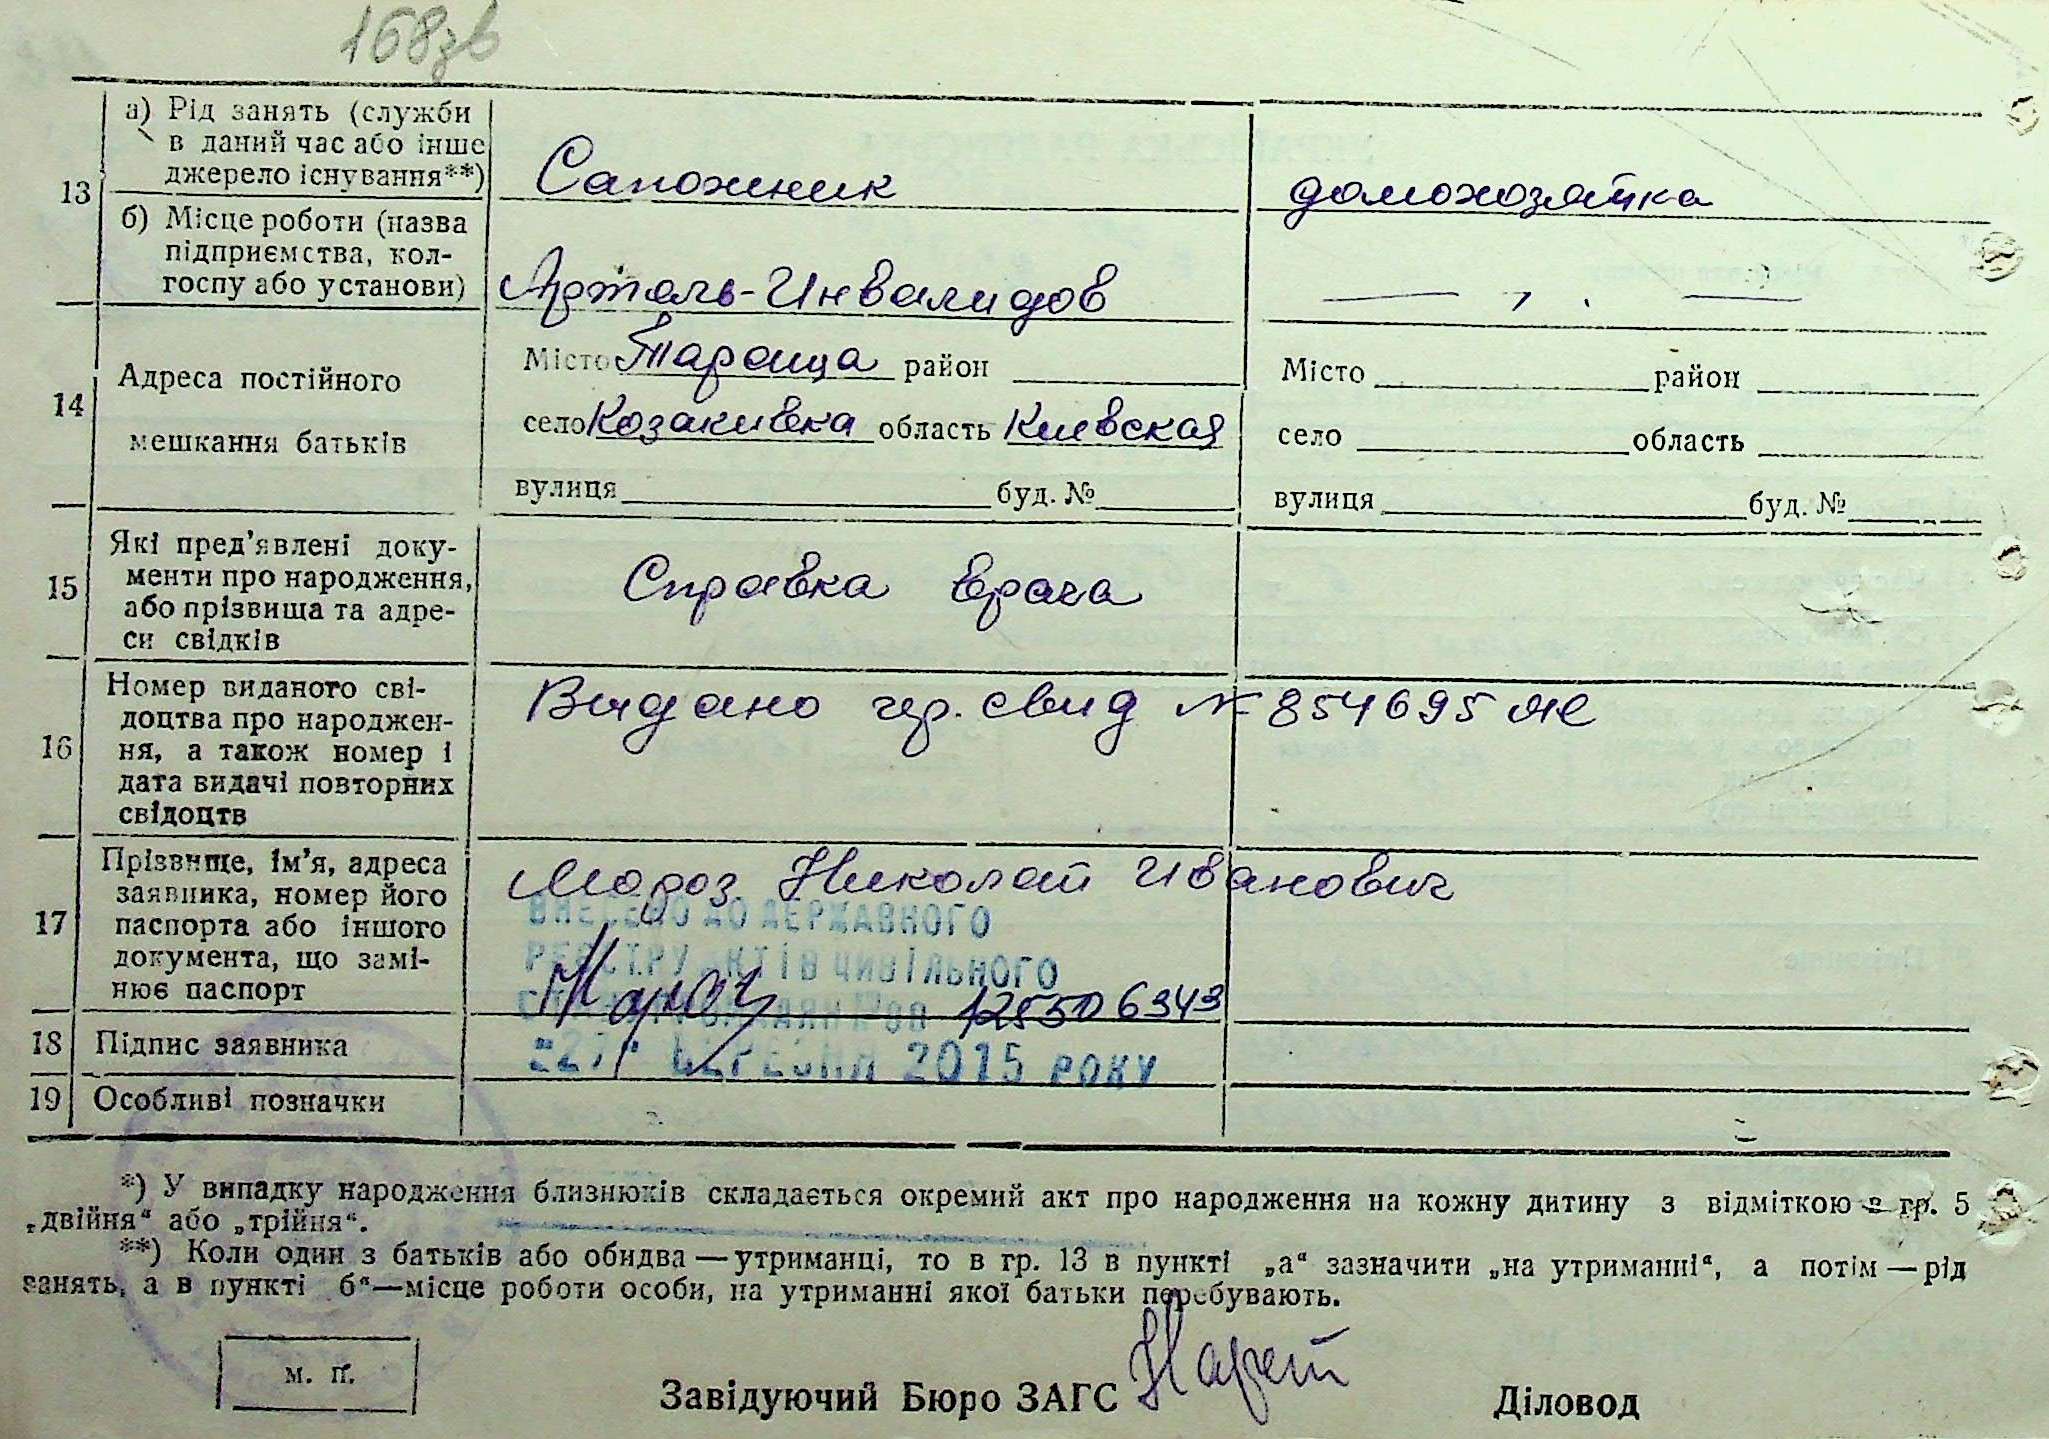 168зв
13
а) Рід занять (служби
в даний час або інше
джерело існування**)
Сапожник
домохозяйка
б) Місце роботи (назва
підприємства, кол-
госпу або установи)
Артель-Инвалидов
14
Адреса постійного
мешкання батьків
Місто Тараща район
село Козакивка область Киевская
вулиця буд. №
Місто район
село область
вулиця буд. №
15
Які пред'явлені доку-
менти про народження,
або прізвища та адре-
си свідків
Справка врача
16
Номер виданого сві-
доцтва про народжен-
ня, а також номер і
дата видачі повторних
свідоцтв
Видано свид № 854695
17
Прізвище, ім'я, адреса
заявника, номер його
паспорта або іншого
документа, що замі-
нює паспорт
Мороз Николай Иванович
ВНЕСЕНО ДО ДЕРЖАВНОГО
РЕЄСТРУ АКТІВ ЦИВІЛЬНОГО
СТАНУ ГРОМАДЯН
27 БЕРЕЗНЯ 2015 РОКУ
18
Підпис заявника
19
Особливі позначки
*) У випадку народження близнюків складається окремий акт про народження на кожну дитину з відміткою в гр. 5
„двійня“ або „трійня“.
**) Коли один з батьків або обидва — утриманці, то в гр. 13 в пункті „а“ зазначити „на утриманні“, а потім — рід
занять, а в пункті б“—місце роботи особи, на утриманні якої батьки перебувають.
м. п.
Завідуючий Бюро ЗАГС
Діловод